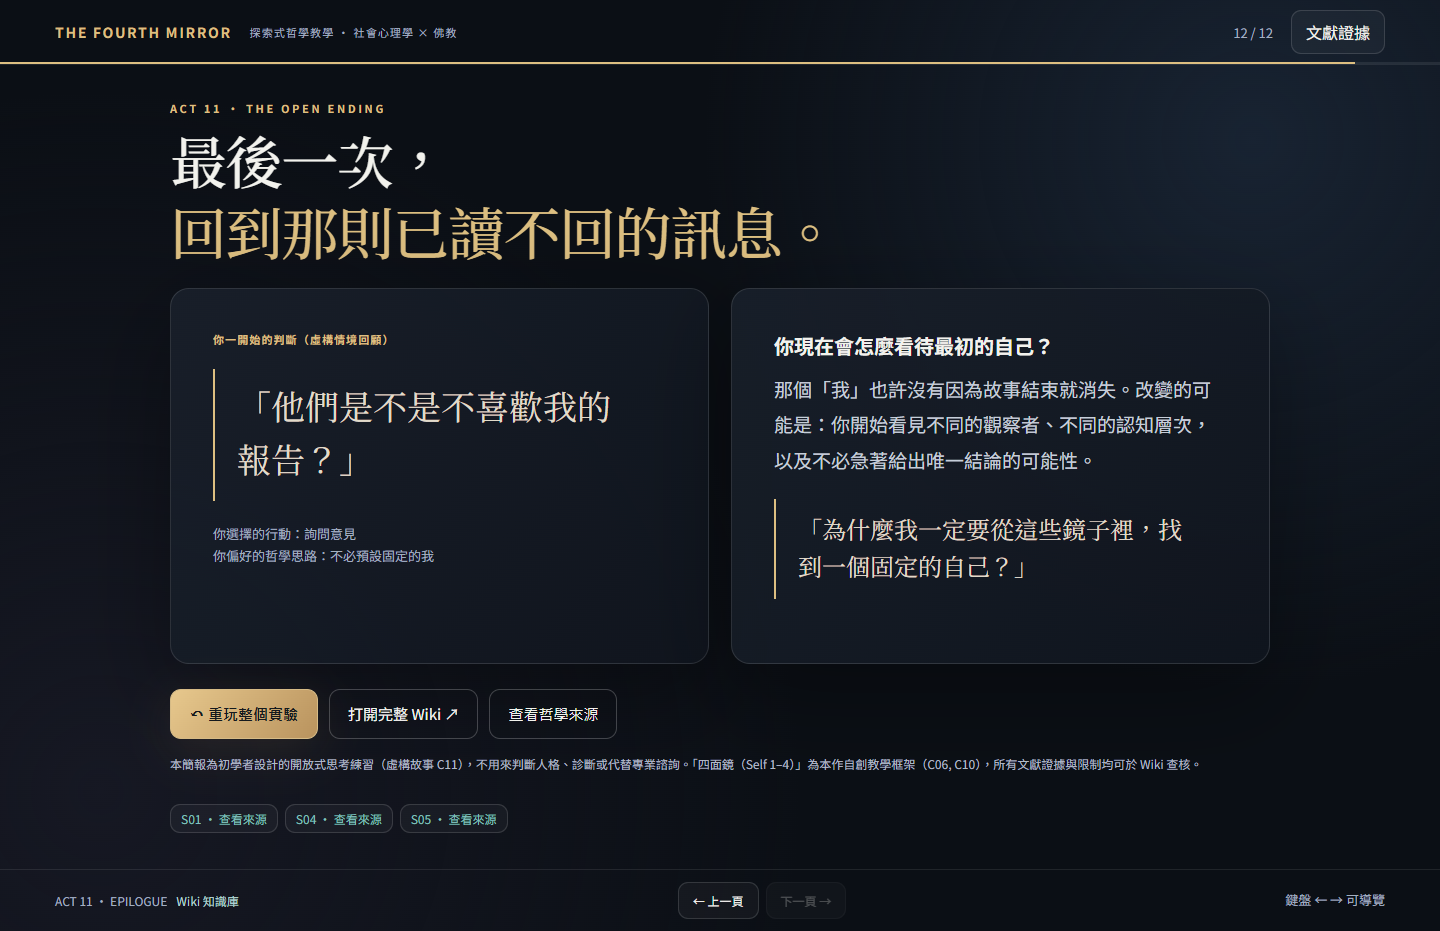 THE FOURTH MIRROR 探索式哲學教學 · 社會心理學 × 佛教
12 / 12
文獻證據
ACT 11 · THE OPEN ENDING
最後一次，
回到那則已讀不回的訊息。
你一開始的判斷（虛構情境回顧）
「他們是不是不喜歡我的
報告？」
你選擇的行動：詢問意見
你偏好的哲學思路：不必預設固定的我
你現在會怎麼看待最初的自己？
那個「我」也許沒有因為故事結束就消失。改變的可
能是：你開始看見不同的觀察者、不同的認知層次，
以及不必急著給出唯一結論的可能性。
「為什麼我一定要從這些鏡子裡，找
到一個固定的自己？」
↶ 重玩整個實驗
打開完整 Wiki ↗
查看哲學來源
本簡報為初學者設計的開放式思考練習（虛構故事 C11），不用來判斷人格、診斷或代替專業諮詢。「四面鏡（Self 1–4）」為本作自創教學框架（C06, C10），所有文獻證據與限制均可於 Wiki 查核。
S01 · 查看來源
S04 · 查看來源
S05 · 查看來源
ACT 11 · EPILOGUE Wiki 知識庫
← 上一頁
下一頁 →
鍵盤 ← → 可導覽